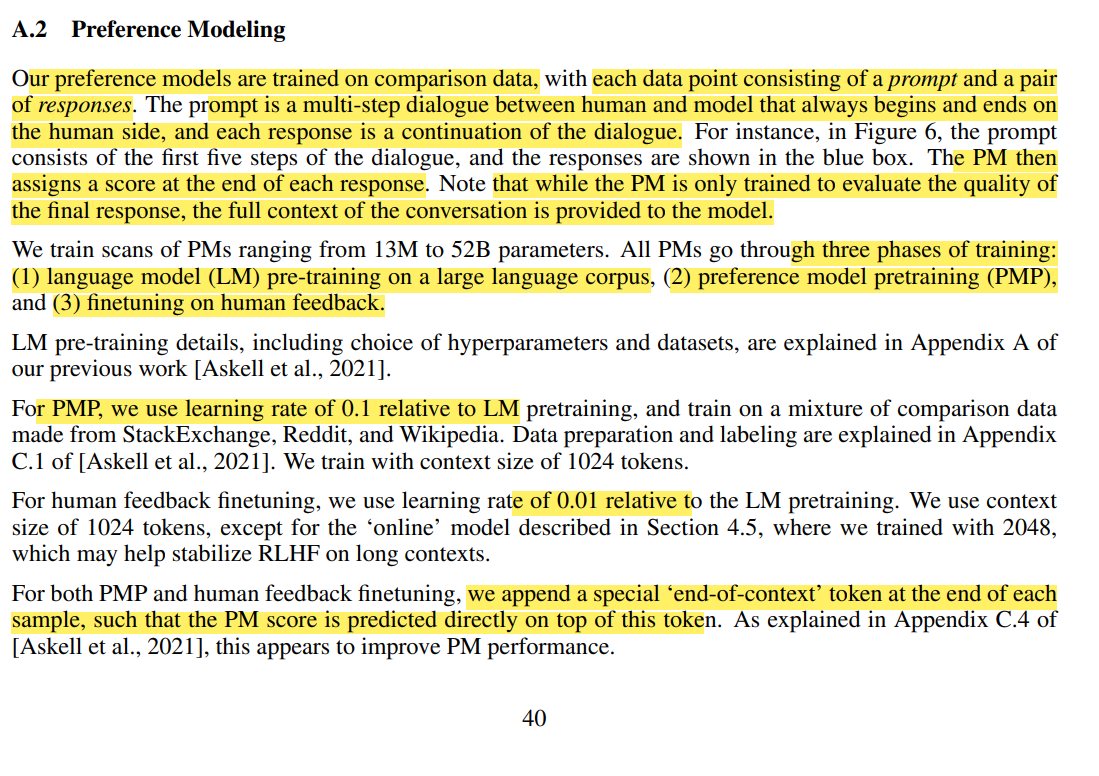 A.2 Preference Modeling
Our preference models are trained on comparison data, with each data point consisting of a prompt and a pair
of responses. The prompt is a multi-step dialogue between human and model that always begins and ends on
the human side, and each response is a continuation of the dialogue. For instance, in Figure 6, the prompt
consists of the first five steps of the dialogue, and the responses are shown in the blue box. The PM then
assigns a score at the end of each response. Note that while the PM is only trained to evaluate the quality of
the final response, the full context of the conversation is provided to the model.
We train scans of PMs ranging from 13M to 52B parameters. All PMs go through three phases of training:
(1) language model (LM) pre-training on a large language corpus, (2) preference model pretraining (PMP),
and (3) finetuning on human feedback.
LM pre-training details, including choice of hyperparameters and datasets, are explained in Appendix A of
our previous work [Askell et al., 2021].
For PMP, we use learning rate of 0.1 relative to LM pretraining, and train on a mixture of comparison data
made from StackExchange, Reddit, and Wikipedia. Data preparation and labeling are explained in Appendix
C.1 of [Askell et al., 2021]. We train with context size of 1024 tokens.
For human feedback finetuning, we use learning rate of 0.01 relative to the LM pretraining. We use context
size of 1024 tokens, except for the ‘online’ model described in Section 4.5, where we trained with 2048,
which may help stabilize RLHF on long contexts.
For both PMP and human feedback finetuning, we append a special ‘end-of-context’ token at the end of each
sample, such that the PM score is predicted directly on top of this token. As explained in Appendix C.4 of
[Askell et al., 2021], this appears to improve PM performance.
40